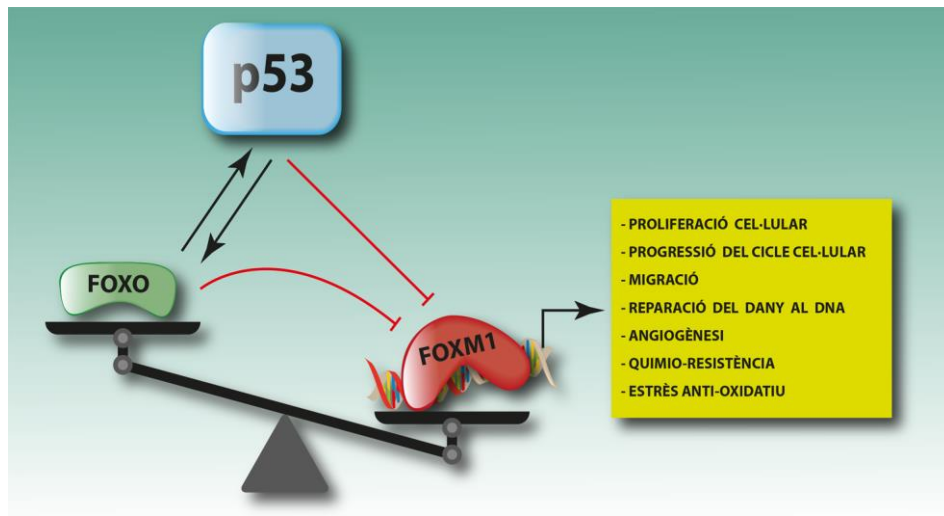 p53
FOXO
FOXM1
- PROLIFERACIÓ CEL·LULAR
- PROGRESSIÓ DEL CICLE CEL·LULAR
- MIGRACIÓ
- REPARACIÓ DEL DANY AL DNA
- ANGIOGÈNESI
- QUIMIO-RESISTÈNCIA
- ESTRÈS ANTI-OXIDATIU